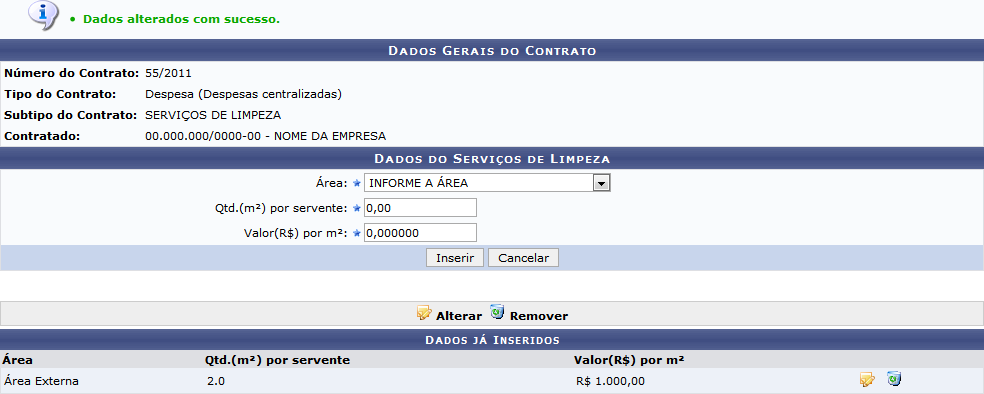 Dados alterados com sucesso.
Dados Gerais do Contrato
Número do Contrato: 55/2011
Tipo do Contrato: Despesa (Despesas centralizadas)
Subtipo do Contrato: SERVIÇOS DE LIMPEZA
Contratado: 00.000.000/0000-00 - NOME DA EMPRESA
Dados do Serviços de Limpeza
Área: INFORME A ÁREA
Qtd.(m²) por servente: 0,00
Valor(R$) por m²: 0,000000
Inserir Cancelar
Alterar Remover
Dados já Inseridos
Área Qtd.(m²) por servente Valor(R$) por m²
Área Externa 2.0 R$ 1.000,00